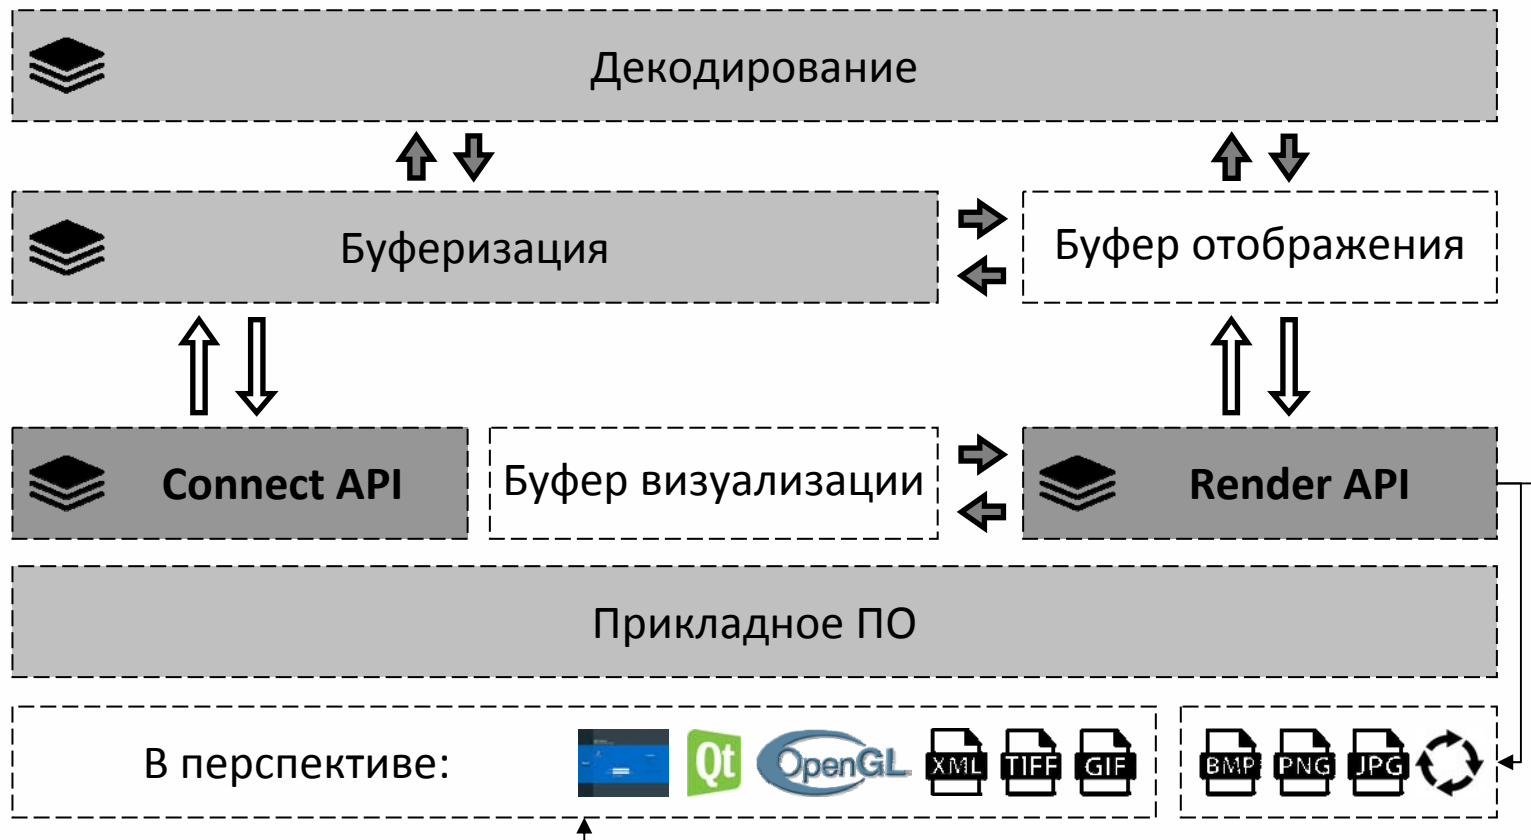 Декодирование
Буферизация
Буфер отображения
Connect API
Буфер визуализации
Render API
Прикладное ПО
В перспективе:
Qt
OpenGL
XML
TIFF
GIF
BMP
PNG
JPG